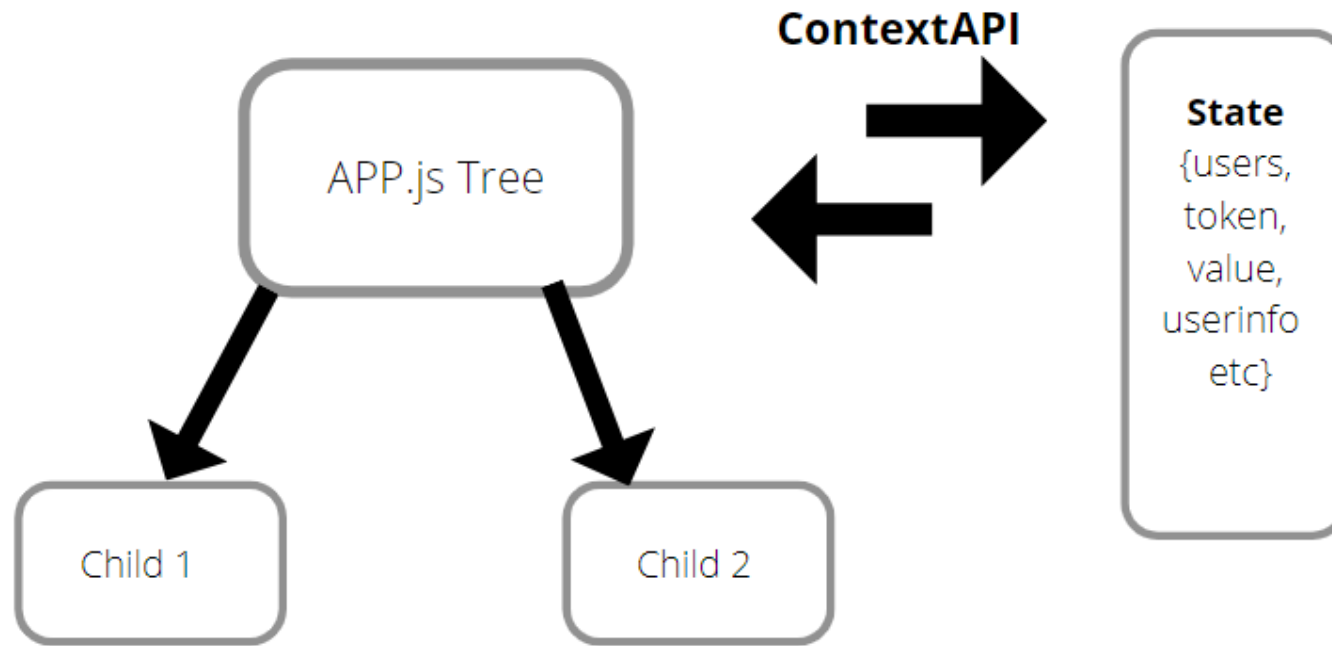 ContextAPI
APP.js Tree
State
{users,
token,
value,
userinfo
etc}
Child 1
Child 2